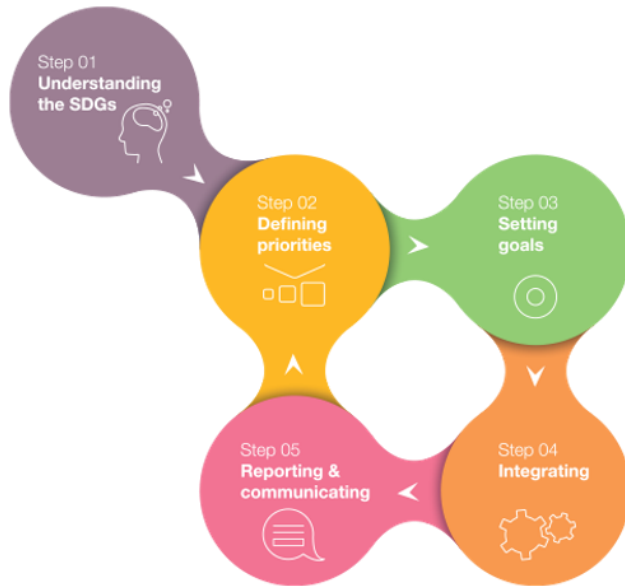 Step 01
Understanding
the SDGs
Step 02
Defining
priorities
Step 03
Setting
goals
Step 04
Integrating
Step 05
Reporting &
communicating